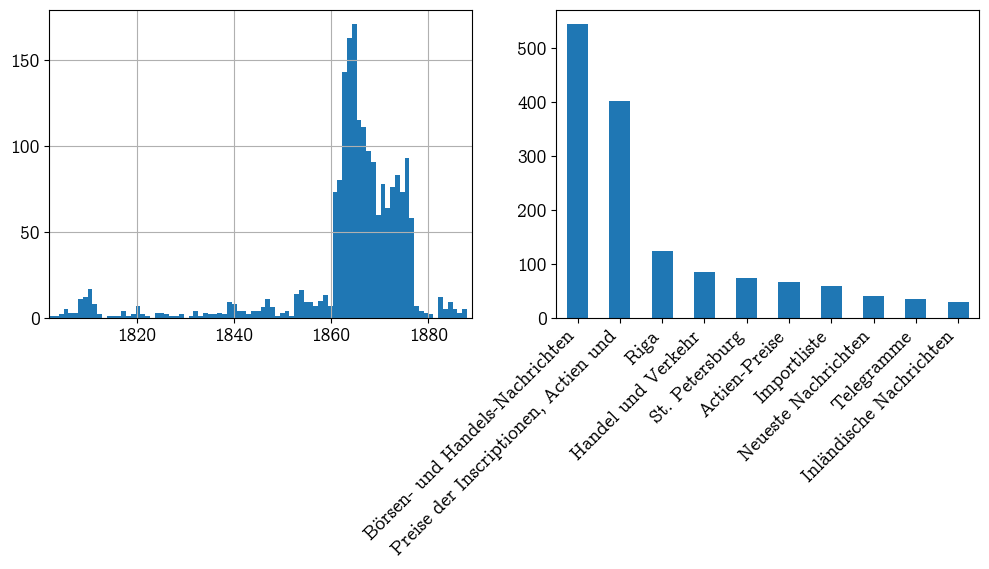 150
100
50
0
1820
1840
1860
1880
500
400
300
200
100
0
Börsen- und Handels-Nachrichten
Preise der Inscriptionen, Actien und
Riga
Handel und Verkehr
St. Petersburg
Actien-Preise
Importliste
Neueste Nachrichten
Telegramme
Inländische Nachrichten